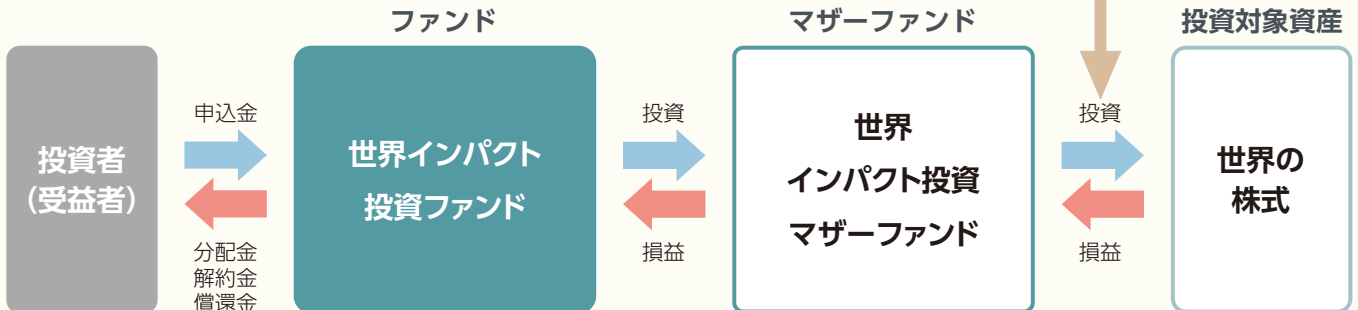 ファンド
マザーファンド
投資対象資産
投資者
(受益者)
申込金
分配金
解約金
償還金
世界インパクト
投資ファンド
投資
損益
世界
インパクト投資
マザーファンド
投資
損益
世界の
株式